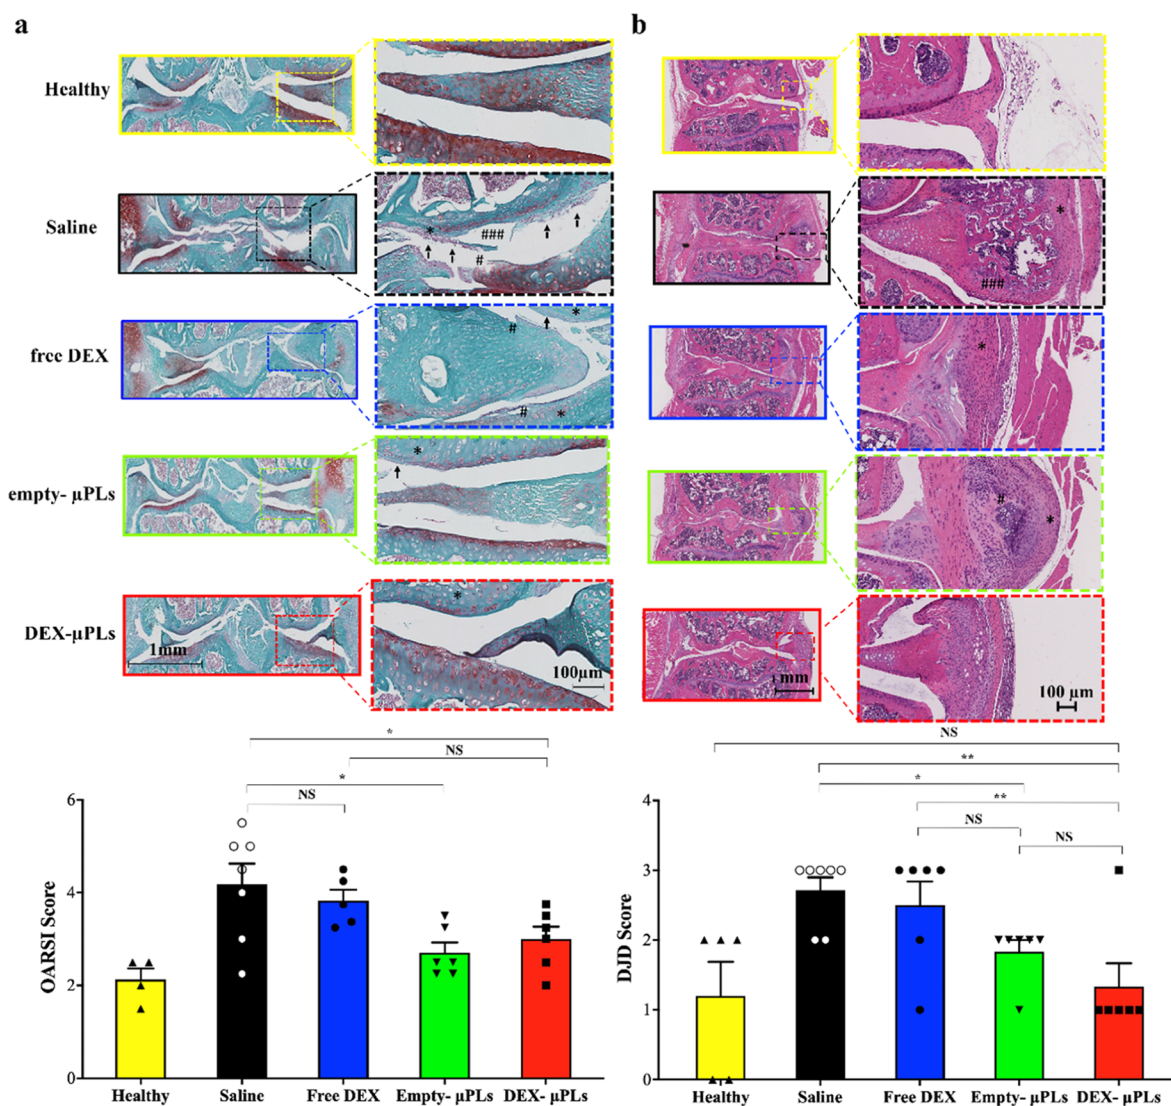 a
b
Healthy
Saline
free DEX
empty- µPLs
DEX-µPLs
*
###
#
#
*
#
*
*
*
1mm
100µm
*
###
*
#
*
1mm
100 µm
*
NS
*
NS
OARSI Score
6
4
2
0
Healthy
Saline
Free DEX
Empty- µPLs
DEX- µPLs
NS
**
*
**
NS
NS
DJD Score
4
3
2
1
0
Healthy
Saline
Free DEX
Empty- µPLs
DEX- µPLs